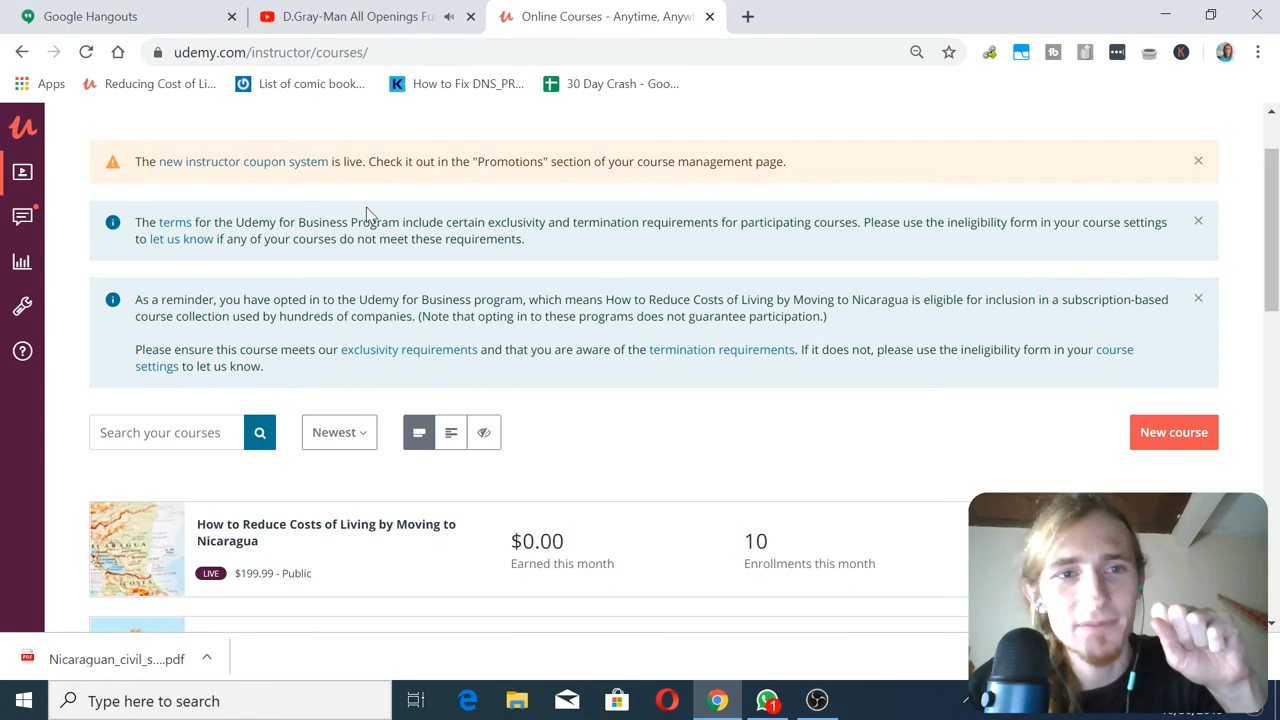 Google Hangouts
D.Gray-Man All Openings Fu
Online Courses - Anytime, Anyw
udemy.com/instructor/courses/
Apps
Reducing Cost of Li...
List of comic book...
How to Fix DNS_PR...
30 Day Crash - Goo...
The new instructor coupon system is live. Check it out in the "Promotions" section of your course management page.
The terms for the Udemy for Business Program include certain exclusivity and termination requirements for participating courses. Please use the ineligibility form in your course settings
to let us know if any of your courses do not meet these requirements.
As a reminder, you have opted in to the Udemy for Business program, which means How to Reduce Costs of Living by Moving to Nicaragua is eligible for inclusion in a subscription-based
course collection used by hundreds of companies. (Note that opting in to these programs does not guarantee participation.)
Please ensure this course meets our exclusivity requirements and that you are aware of the termination requirements. If it does not, please use the ineligibility form in your course
settings to let us know.
Search your courses
Newest
New course
How to Reduce Costs of Living by Moving to
Nicaragua
LIVE $199.99 - Public
$0.00
Earned this month
10
Enrollments this month
Nicaraguan_civil_s....pdf
Type here to search
1